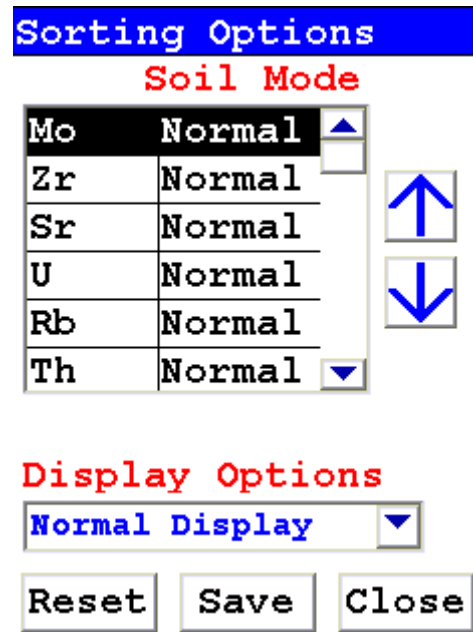 Sorting Options
Soil Mode
Mo Normal
Zr Normal
Sr Normal
U Normal
Rb Normal
Th Normal
Display Options
Normal Display
Reset Save Close